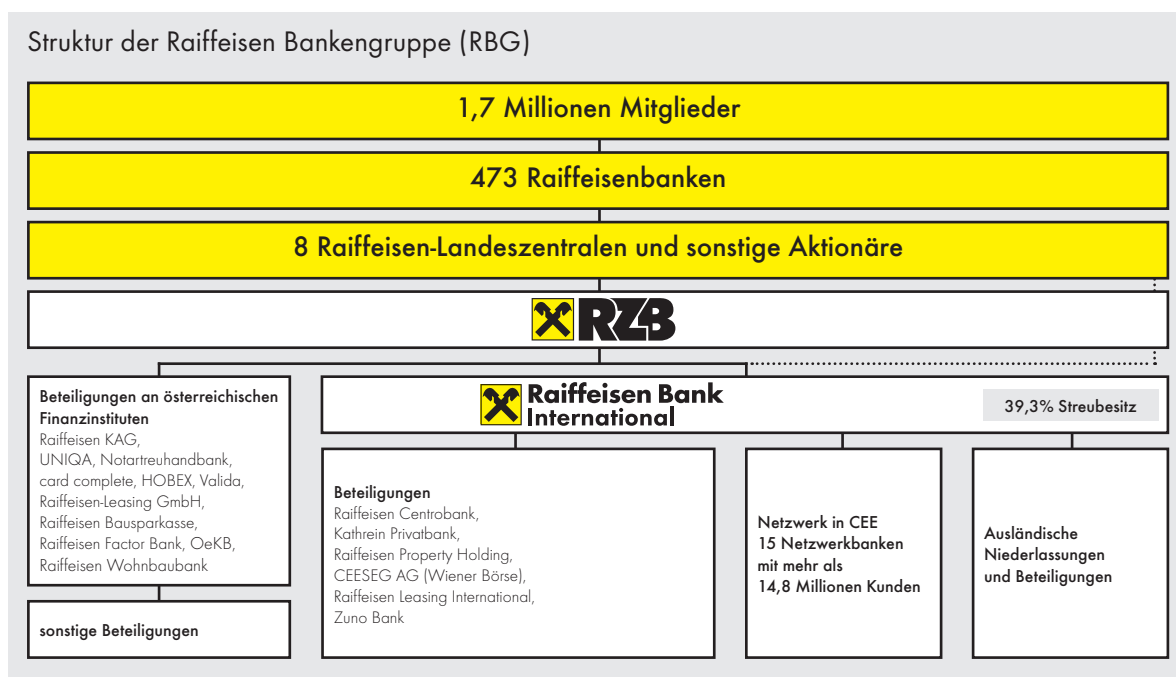 Struktur der Raiffeisen Bankengruppe (RBG)
1,7 Millionen Mitglieder
473 Raiffeisenbanken
8 Raiffeisen-Landeszentralen und sonstige Aktionäre
RZB
Beteiligungen an österreichischen
Finanzinstituten
Raiffeisen KAG,
UNIQA, Notartreuhandbank,
card complete, HOBEX, Valida,
Raiffeisen-Leasing GmbH,
Raiffeisen Bausparkasse,
Raiffeisen Factor Bank, OeKB,
Raiffeisen Wohnbaubank
sonstige Beteiligungen
Raiffeisen Bank
International
39,3% Streubesitz
Beteiligungen
Raiffeisen Centrobank,
Kathrein Privatbank,
Raiffeisen Property Holding,
CEESEG AG (Wiener Börse),
Raiffeisen Leasing International,
Zuno Bank
Netzwerk in CEE
15 Netzwerkbanken
mit mehr als
14,8 Millionen Kunden
Ausländische
Niederlassungen
und Beteiligungen